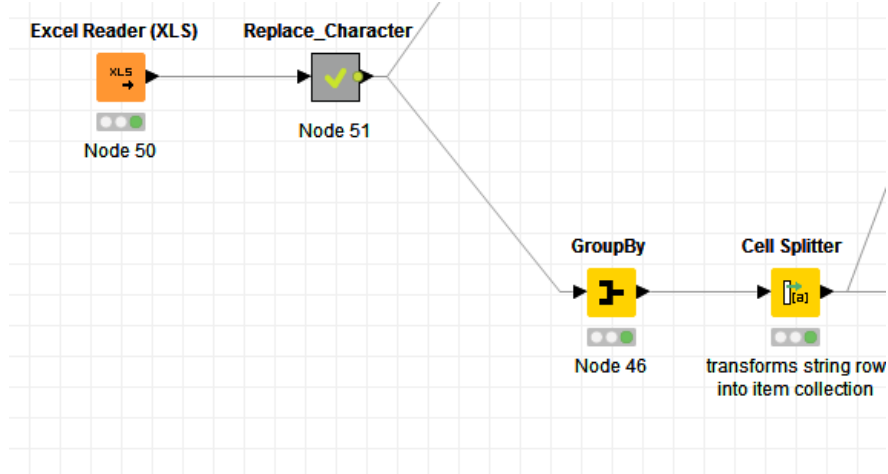 Excel Reader (XLS)
Replace_Character
XLS
Node 51
Node 50
GroupBy
Cell Splitter
[a]
Node 46
transforms string row
into item collection